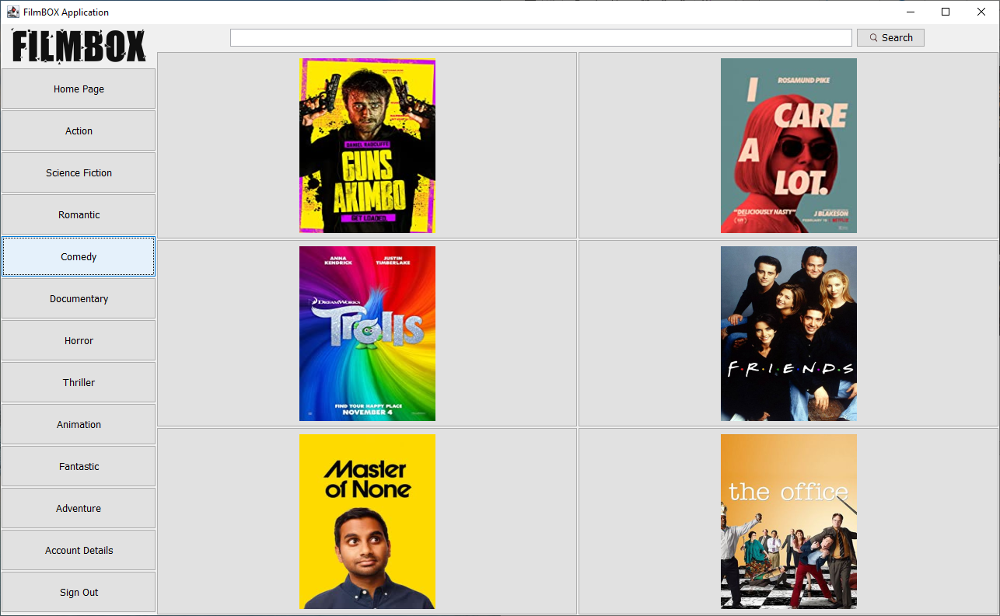 FilmBOX Application
FILMBOX
Search
Home Page
Action
Science Fiction
Romantic
Comedy
Documentary
Horror
Thriller
Animation
Fantastic
Adventure
Account Details
Sign Out
DANIEL RADCLIFFE
GUNS
AKIMBO
GET LOADED.
ROSAMUND PIKE
I
CARE
A
LOT.
"DELICIOUSLY NASTY"
J BLAKESON
FEBRUARY 19
NETFLIX
ANNA
KENDRICK
JUSTIN
TIMBERLAKE
DREAMWORKS
Trolls
FIND YOUR HAPPY PLACE
NOVEMBER 4
F·R·I·E·N·D·S
Master
of None
the office